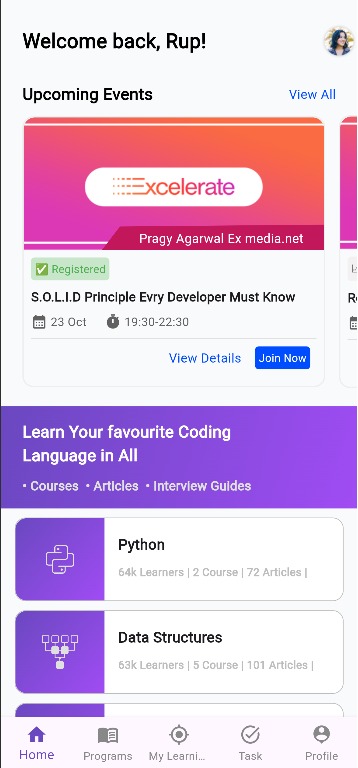 Welcome back, Rup!
Upcoming Events
View All
Excelerate
Pragy Agarwal Ex media.net
✅ Registered
S.O.L.I.D Principle Evry Developer Must Know
23 Oct 19:30-22:30
View Details Join Now
Learn Your favourite Coding
Language in All
• Courses • Articles • Interview Guides
Python
64k Learners | 2 Course | 72 Articles |
Data Structures
63k Learners | 5 Course | 101 Articles |
Home Programs My Learni... Task Profile